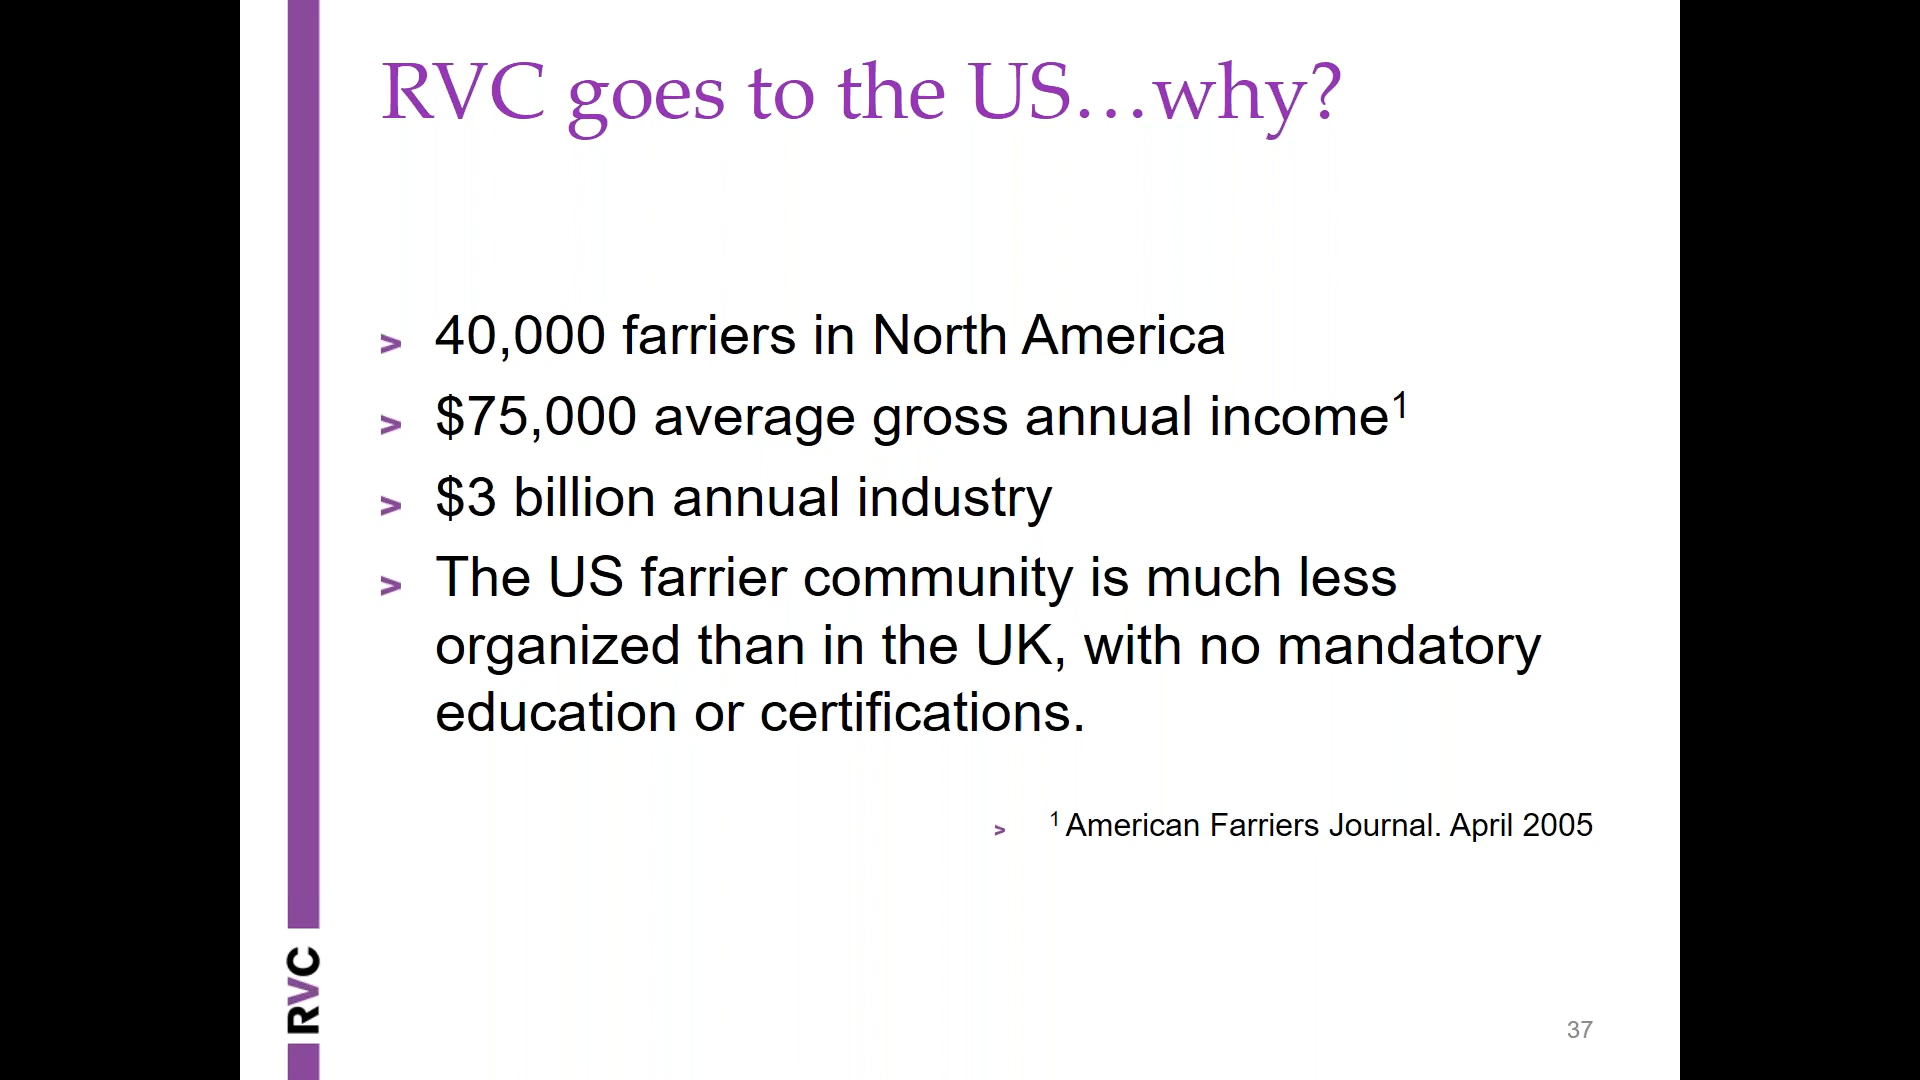 RVC goes to the US…why?
> 40,000 farriers in North America
> $75,000 average gross annual income¹
> $3 billion annual industry
> The US farrier community is much less
organized than in the UK, with no mandatory
education or certifications.
> ¹ American Farriers Journal. April 2005
RVC
37